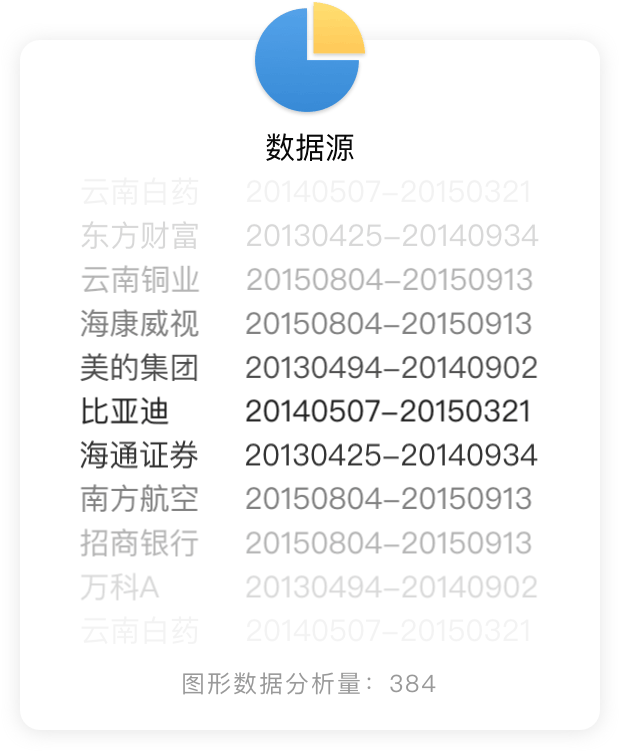 数据源
云南白药 20140507-20150321
东方财富 20130425-20140934
云南铜业 20150804-20150913
海康威视 20150804-20150913
美的集团 20130494-20140902
比亚迪 20140507-20150321
海通证券 20130425-20140934
南方航空 20150804-20150913
招商银行 20150804-20150913
万科A 20130494-20140902
云南白药 20140507-20150321
图形数据分析量：384